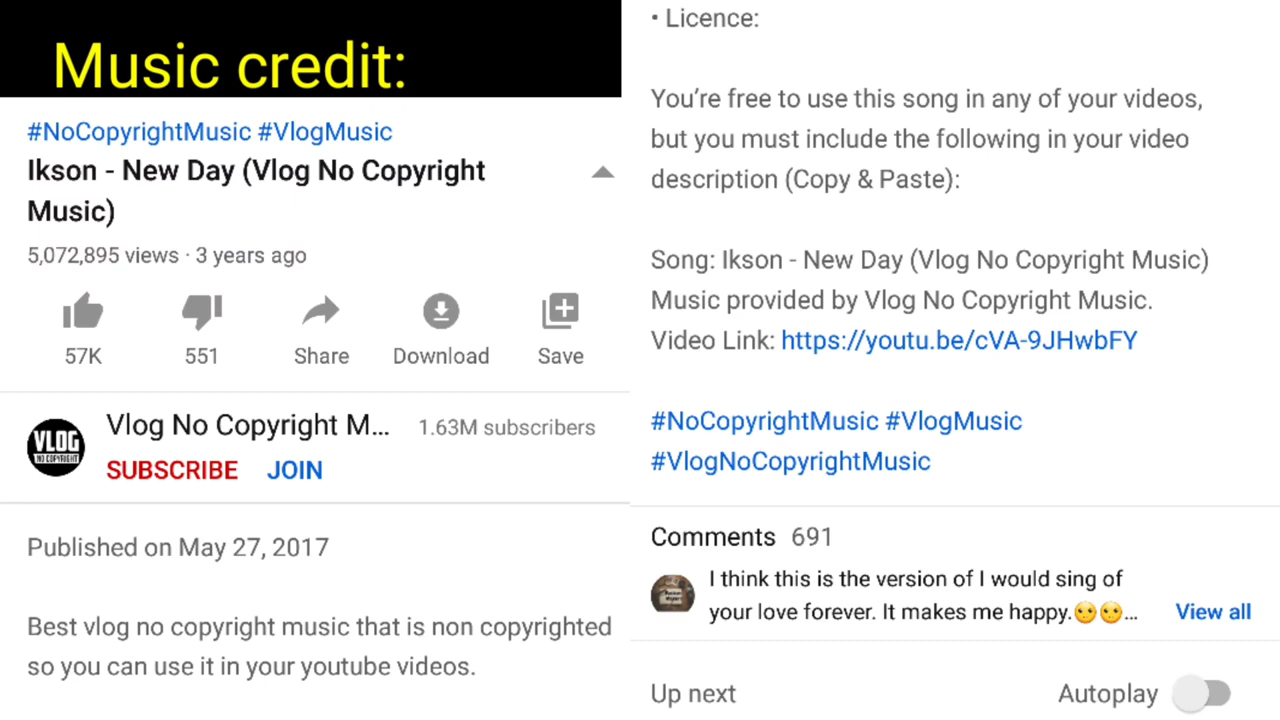 Music credit:
#NoCopyrightMusic #VlogMusic
Ikson - New Day (Vlog No Copyright
Music)
5,072,895 views · 3 years ago
57K
551
Share
Download
Save
VLOG
NO COPYRIGHT
Vlog No Copyright M...
1.63M subscribers
SUBSCRIBE
JOIN
Published on May 27, 2017
Best vlog no copyright music that is non copyrighted
so you can use it in your youtube videos.
• Licence:
You’re free to use this song in any of your videos,
but you must include the following in your video
description (Copy & Paste):
Song: Ikson - New Day (Vlog No Copyright Music)
Music provided by Vlog No Copyright Music.
Video Link: https://youtu.be/cVA-9JHwbFY
#NoCopyrightMusic #VlogMusic
#VlogNoCopyrightMusic
Comments 691
I think this is the version of I would sing of
your love forever. It makes me happy.😶😶...
View all
Up next
Autoplay